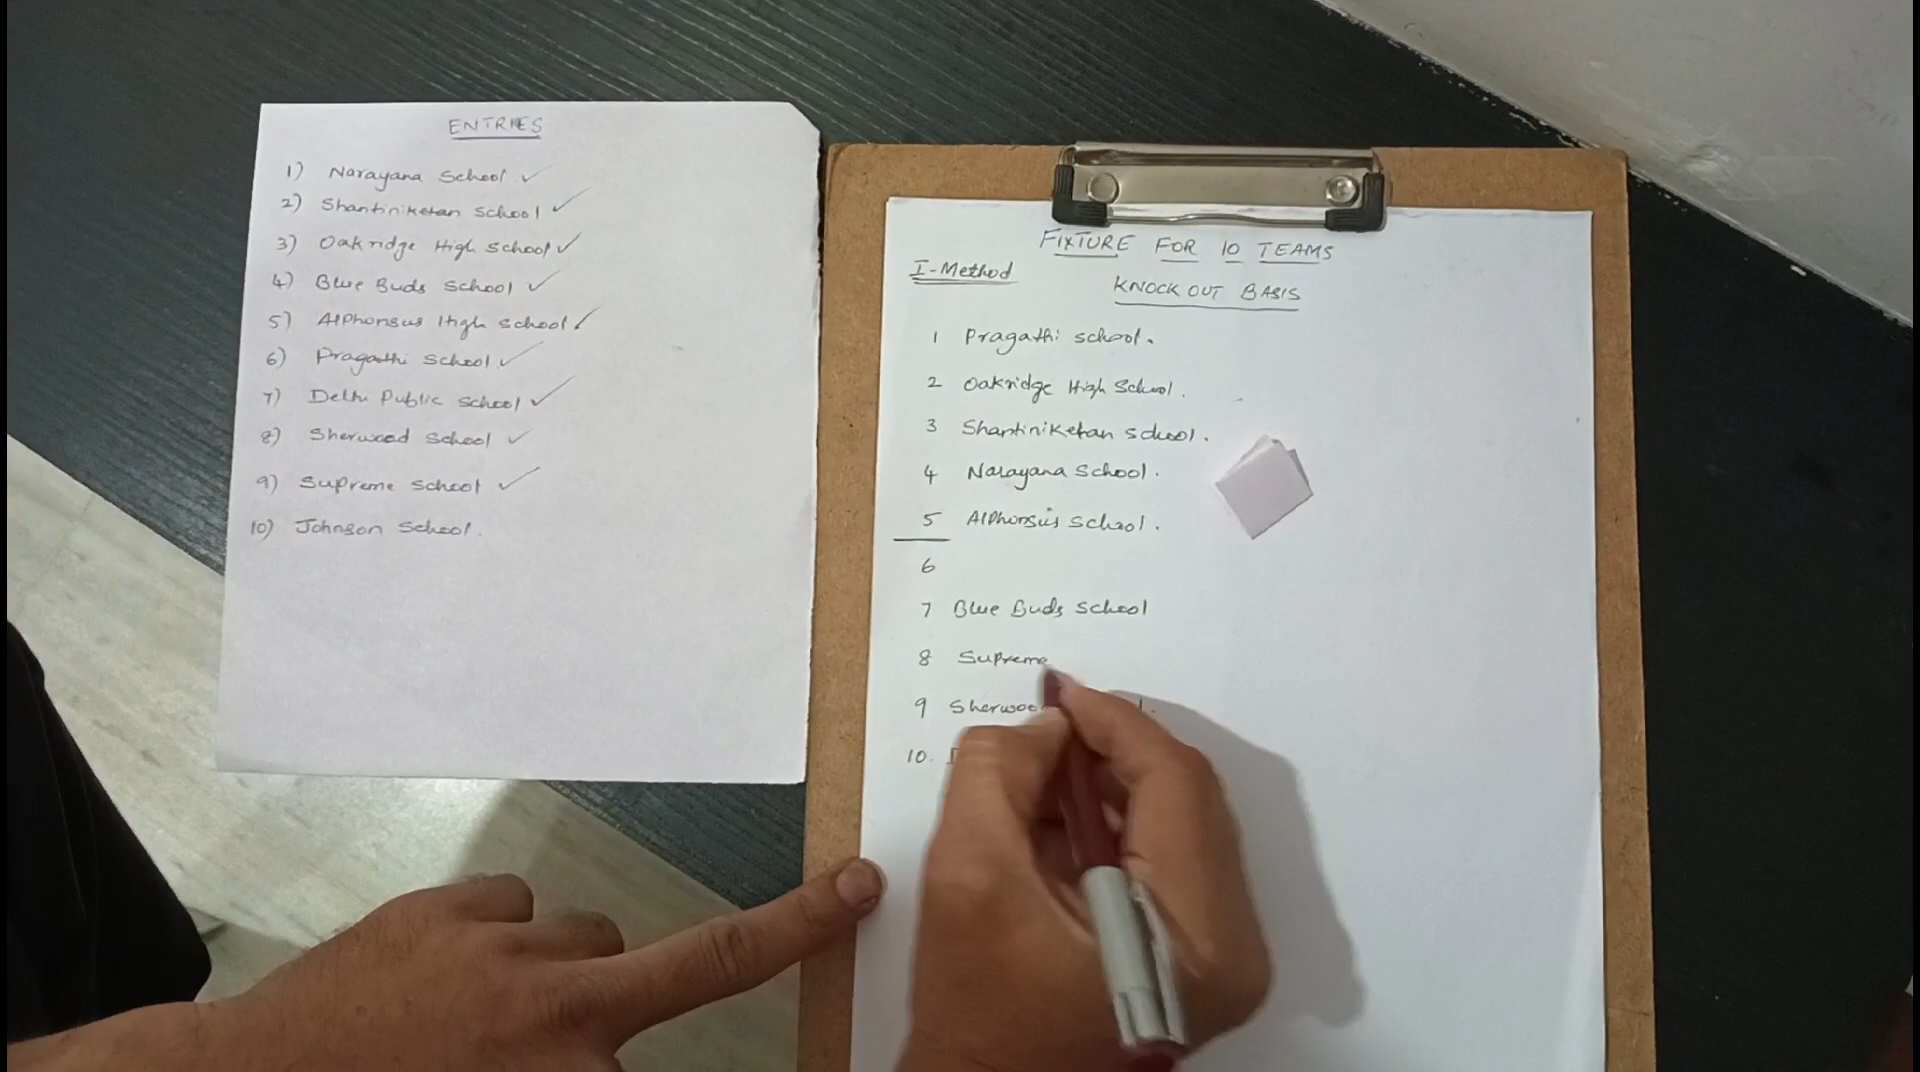 ENTRIES
1) Narayana School ✓
2) Shantiniketan School ✓
3) Oakridge High School ✓
4) Blue Buds School ✓
5) Alphonsus High School ✓
6) Pragathi School ✓
7) Delhi Public School ✓
8) Sherwood School ✓
9) Supreme School ✓
10) Johnson School.
FIXTURE FOR 10 TEAMS
I-Method
KNOCK OUT BASIS
1 Pragathi school.
2 Oakridge High School.
3 Shantiniketan School.
4 Narayana School.
5 Alphonsus School.
6
7 Blue Buds School
8 Supreme
9
10.